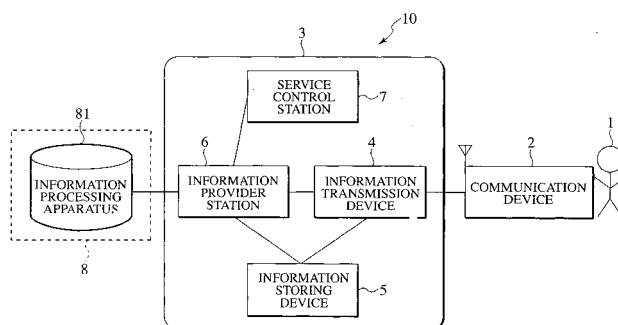 10
3
SERVICE
CONTROL
STATION
7
81
INFORMATION
PROCESSING
APPARATUS
8
6
INFORMATION
PROVIDER
STATION
4
INFORMATION
TRANSMISSION
DEVICE
2
COMMUNICATION
DEVICE
1
INFORMATION
STORING
DEVICE
5